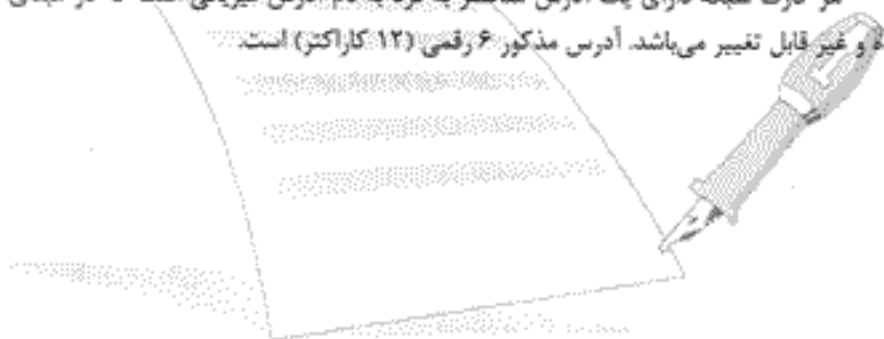 هر کارت شبکه دارای یک آدرس منحصر به فرد به نام آدرس فیزیکی است که در ابتدای
ه و غیر قابل تغییر می‌باشد. آدرس مذکور ۶ رقمی (۱۲ کاراکتر) است.